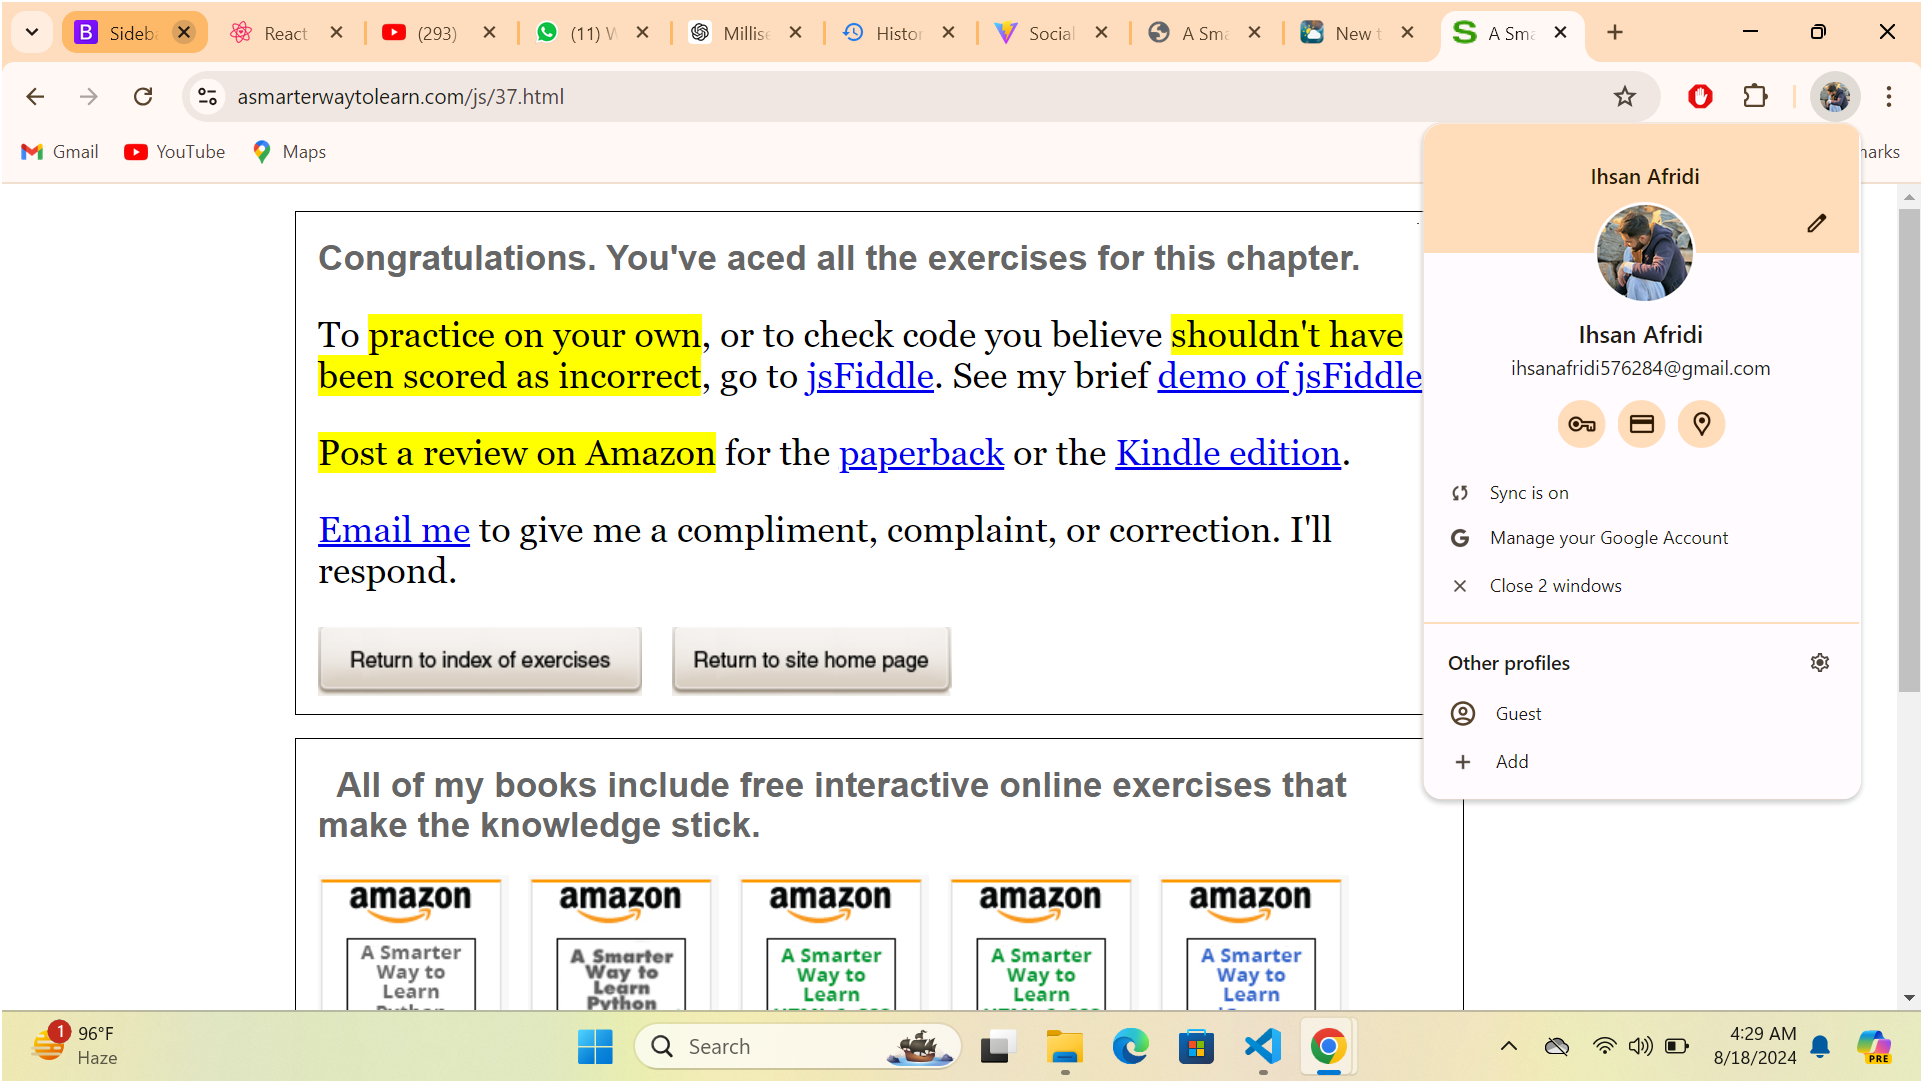 Sideba
React
(293)
(11) W
Millise
Histor
Social
A Sma
New t
A Sma
asmarterwaytolearn.com/js/37.html
Gmail
YouTube
Maps
Ihsan Afridi
Ihsan Afridi
ihsanafridi576284@gmail.com
Sync is on
Manage your Google Account
Close 2 windows
Other profiles
Guest
Add
Congratulations. You've aced all the exercises for this chapter.
To practice on your own, or to check code you believe shouldn't have
been scored as incorrect, go to jsFiddle. See my brief demo of jsFiddle
Post a review on Amazon for the paperback or the Kindle edition.
Email me to give me a compliment, complaint, or correction. I'll
respond.
Return to index of exercises
Return to site home page
All of my books include free interactive online exercises that
make the knowledge stick.
amazon
A Smarter
Way to
Learn
Python
amazon
A Smarter
Way to
Learn
Python
amazon
A Smarter
Way to
Learn
amazon
A Smarter
Way to
Learn
amazon
A Smarter
Way to
Learn
1
96°F
Haze
Search
4:29 AM
8/18/2024
PRE